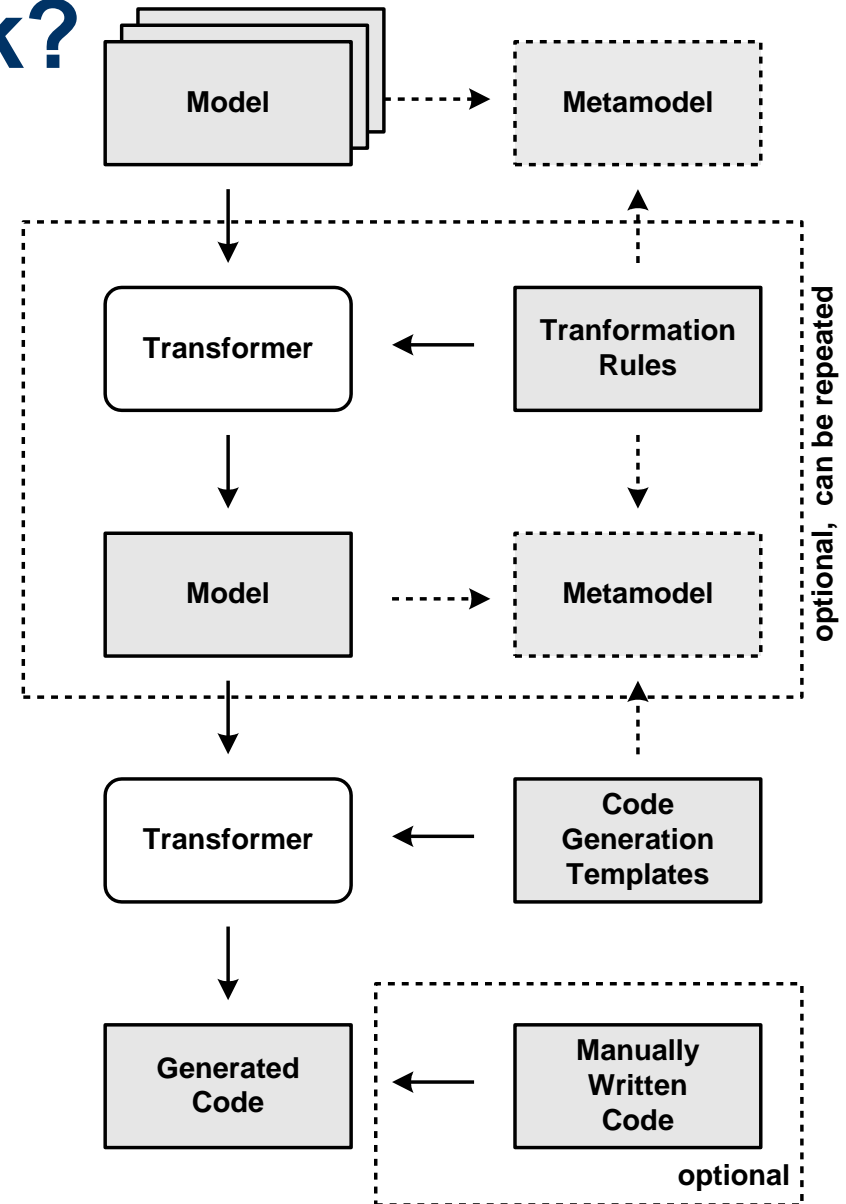 k?
Model
Metamodel
Transformer
Tranformation
Rules
optional, can be repeated
Model
Metamodel
Transformer
Code
Generation
Templates
Generated
Code
Manually
Written
Code
optional